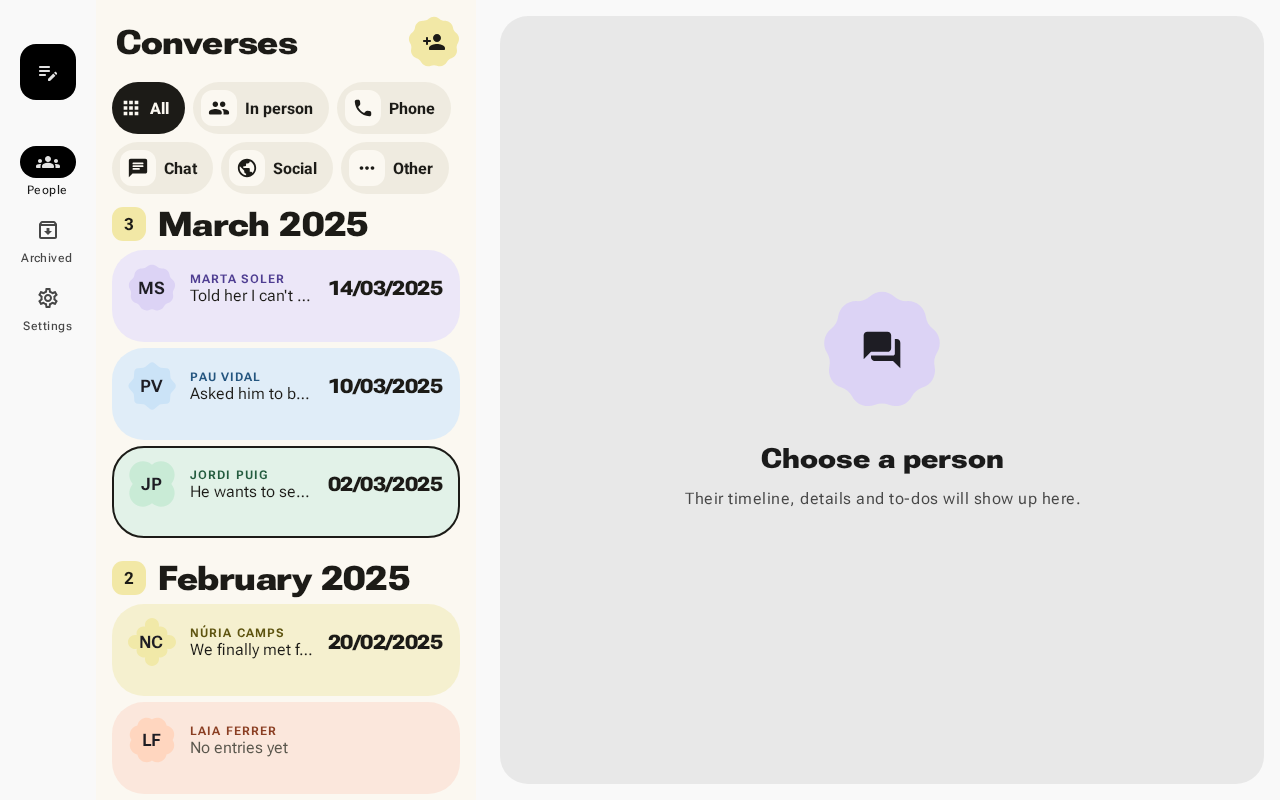 Converses
All
In person
Phone
Chat
Social
Other
People
Archived
Settings
3 March 2025
MS
MARTA SOLER
Told her I can't ...
14/03/2025
PV
PAU VIDAL
Asked him to b...
10/03/2025
JP
JORDI PUIG
He wants to se...
02/03/2025
2 February 2025
NC
NÚRIA CAMPS
We finally met f...
20/02/2025
LF
LAIA FERRER
No entries yet
Choose a person
Their timeline, details and to-dos will show up here.